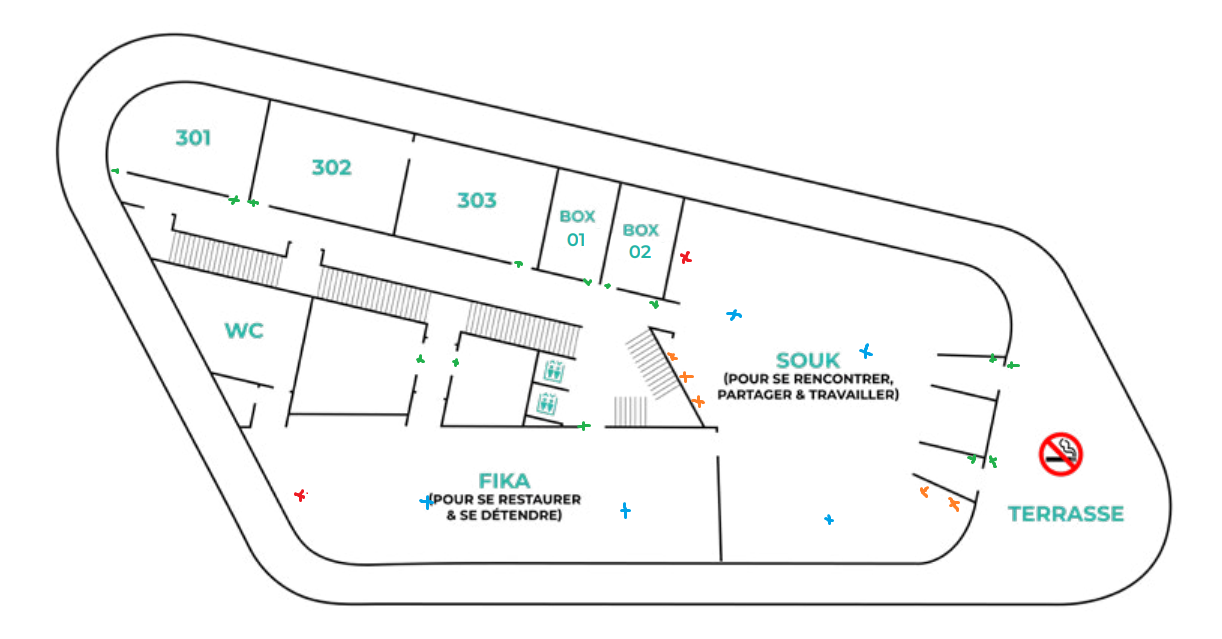 301
302
303
BOX
01
BOX
02
WC
SOUK
(POUR SE RENCONTRER,
PARTAGER & TRAVAILLER)
FIKA
(POUR SE RESTAURER
& SE DÉTENDRE)
TERRASSE